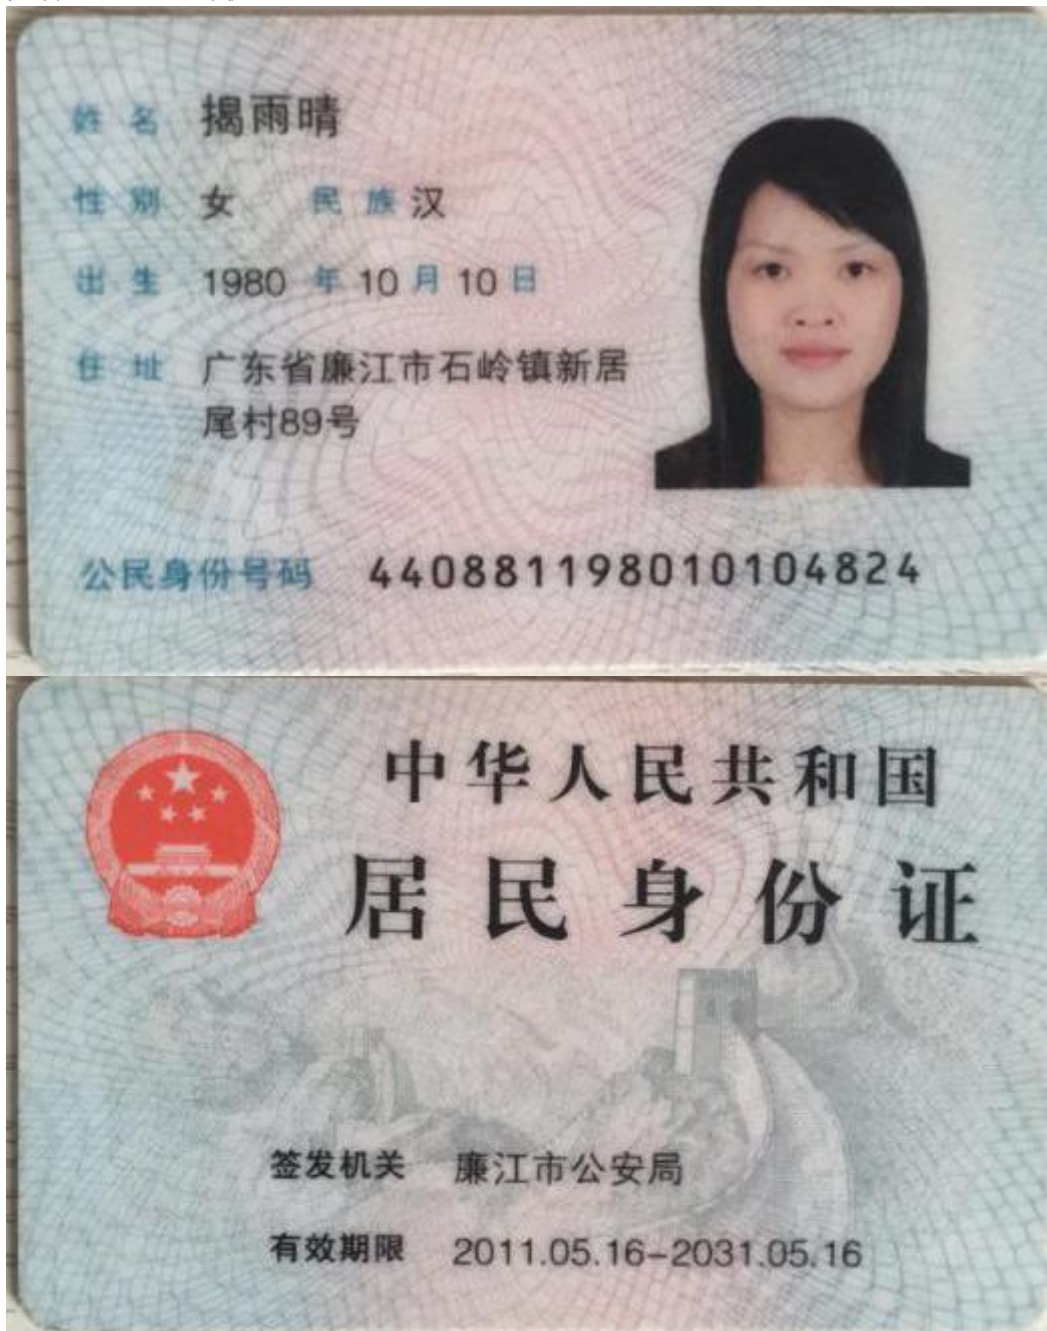 姓名 揭雨晴
性别 女 民族 汉
出生 1980 年 10 月 10 日
住址 广东省廉江市石岭镇新居
尾村89号
公民身份号码 440881198010104824
中华人民共和国
居民身份证
签发机关 廉江市公安局
有效期限 2011.05.16-2031.05.16